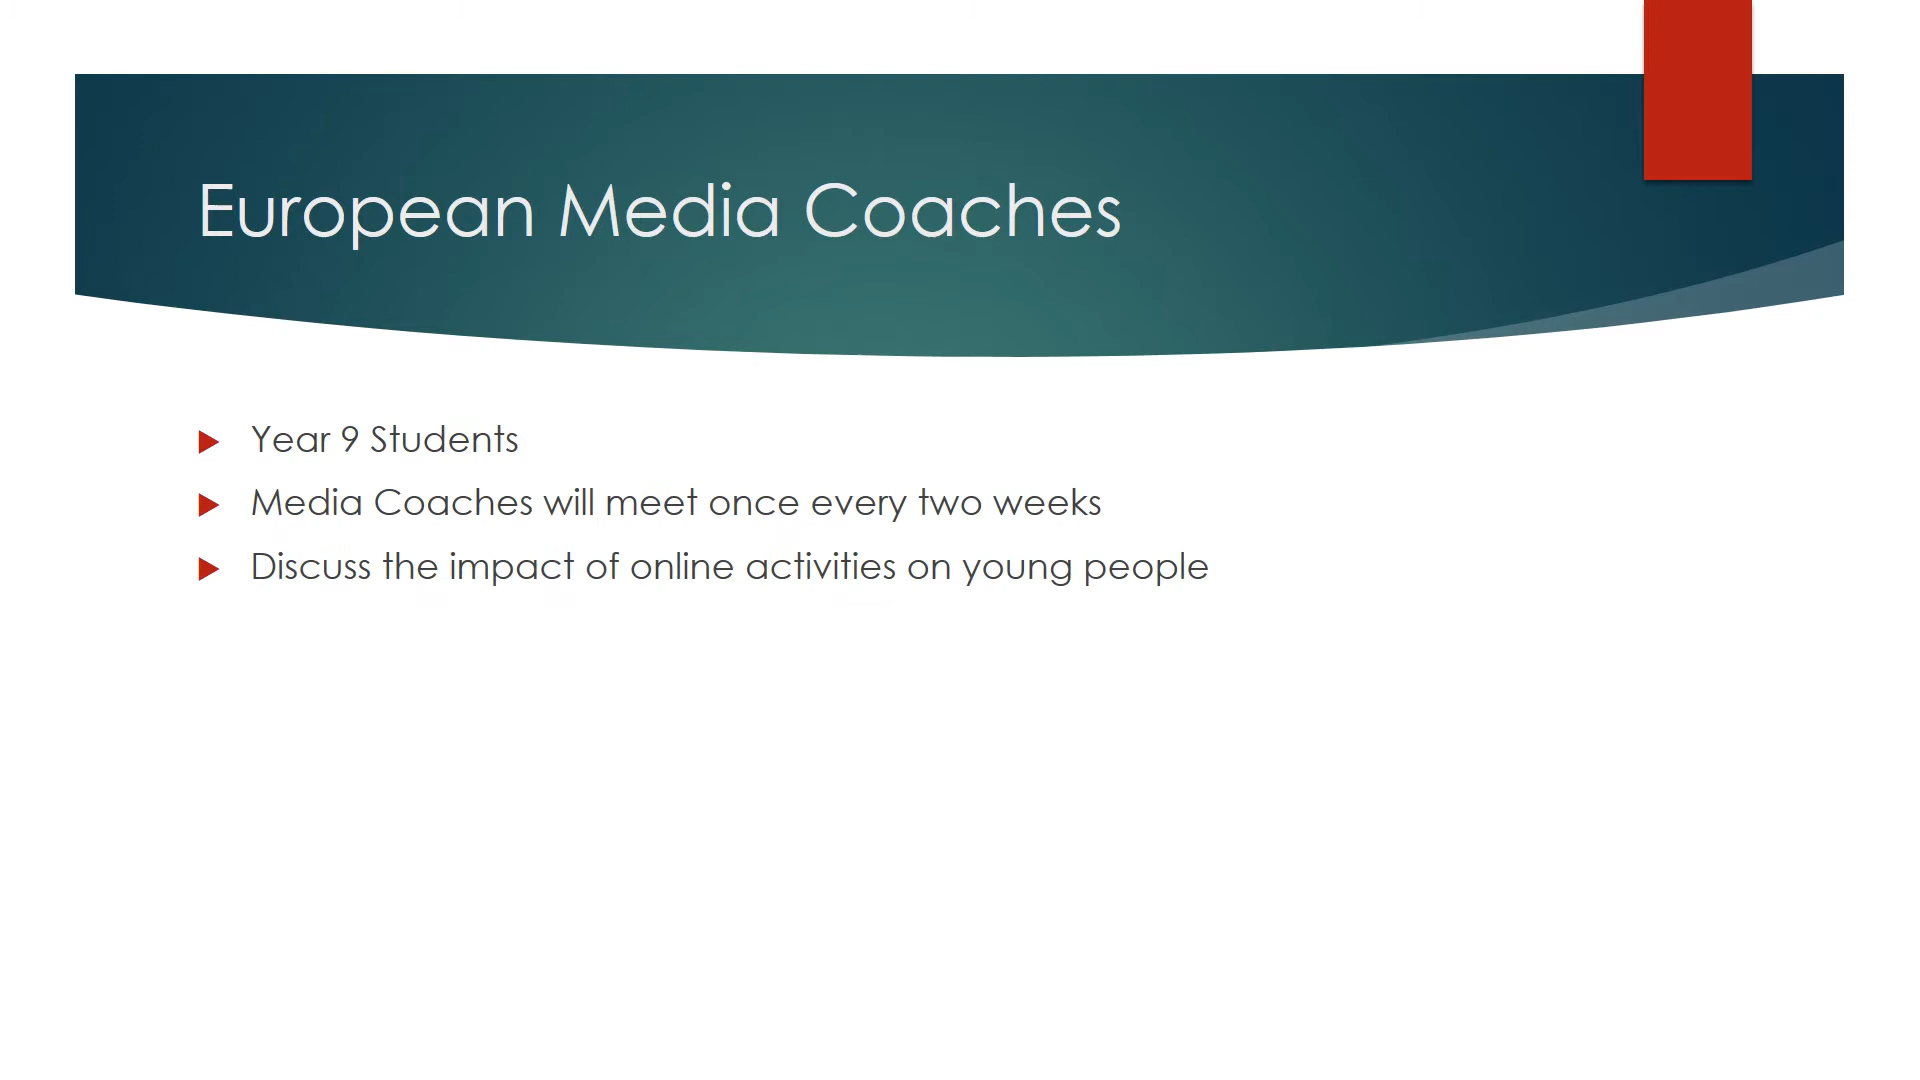 European Media Coaches
Year 9 Students
Media Coaches will meet once every two weeks
Discuss the impact of online activities on young people